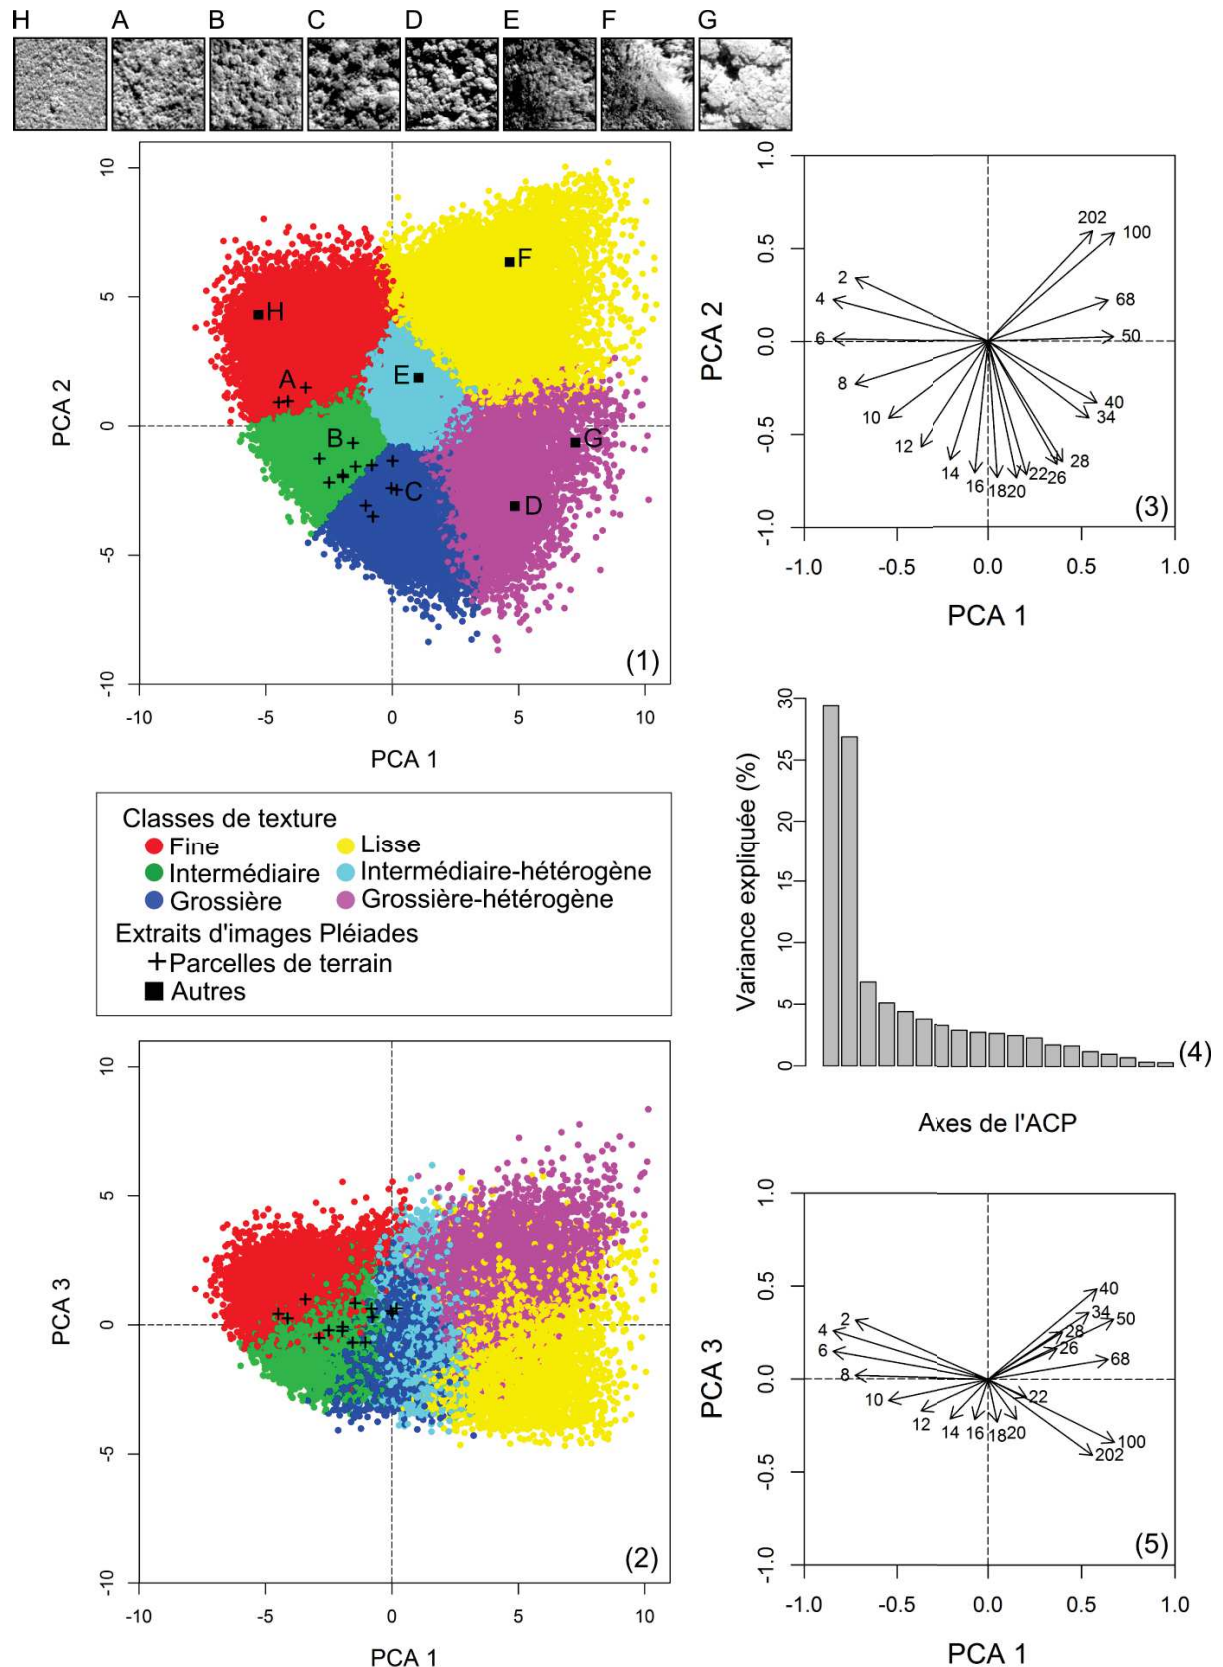 H A B C D E F G
10
5
0
-5
-10
PCA 2
H
A
B
C
D
E
F
G
(1)
-10 -5 0 5 10
PCA 1
1.0
0.5
0.0
-0.5
-1.0
PCA 2
202
100
2
4
68
6
50
8
10
40
34
12
14
16
18
20
22
26
28
(3)
-1.0 -0.5 0.0 0.5 1.0
PCA 1
Classes de texture
Fine Lisse
Intermédiaire Intermédiaire-hétérogène
Grossière Grossière-hétérogène
Extraits d'images Pléiades
Parcelles de terrain
Autres
30
25
20
15
10
5
0
Variance expliquée (%)
(4)
Axes de l'ACP
10
5
0
-5
-10
PCA 3
(2)
-10 -5 0 5 10
PCA 1
1.0
0.5
0.0
-0.5
-1.0
PCA 3
40
34
50
2
4
28
6
26
68
8
10
22
12
14
16
18
20
100
202
(5)
-1.0 -0.5 0.0 0.5 1.0
PCA 1